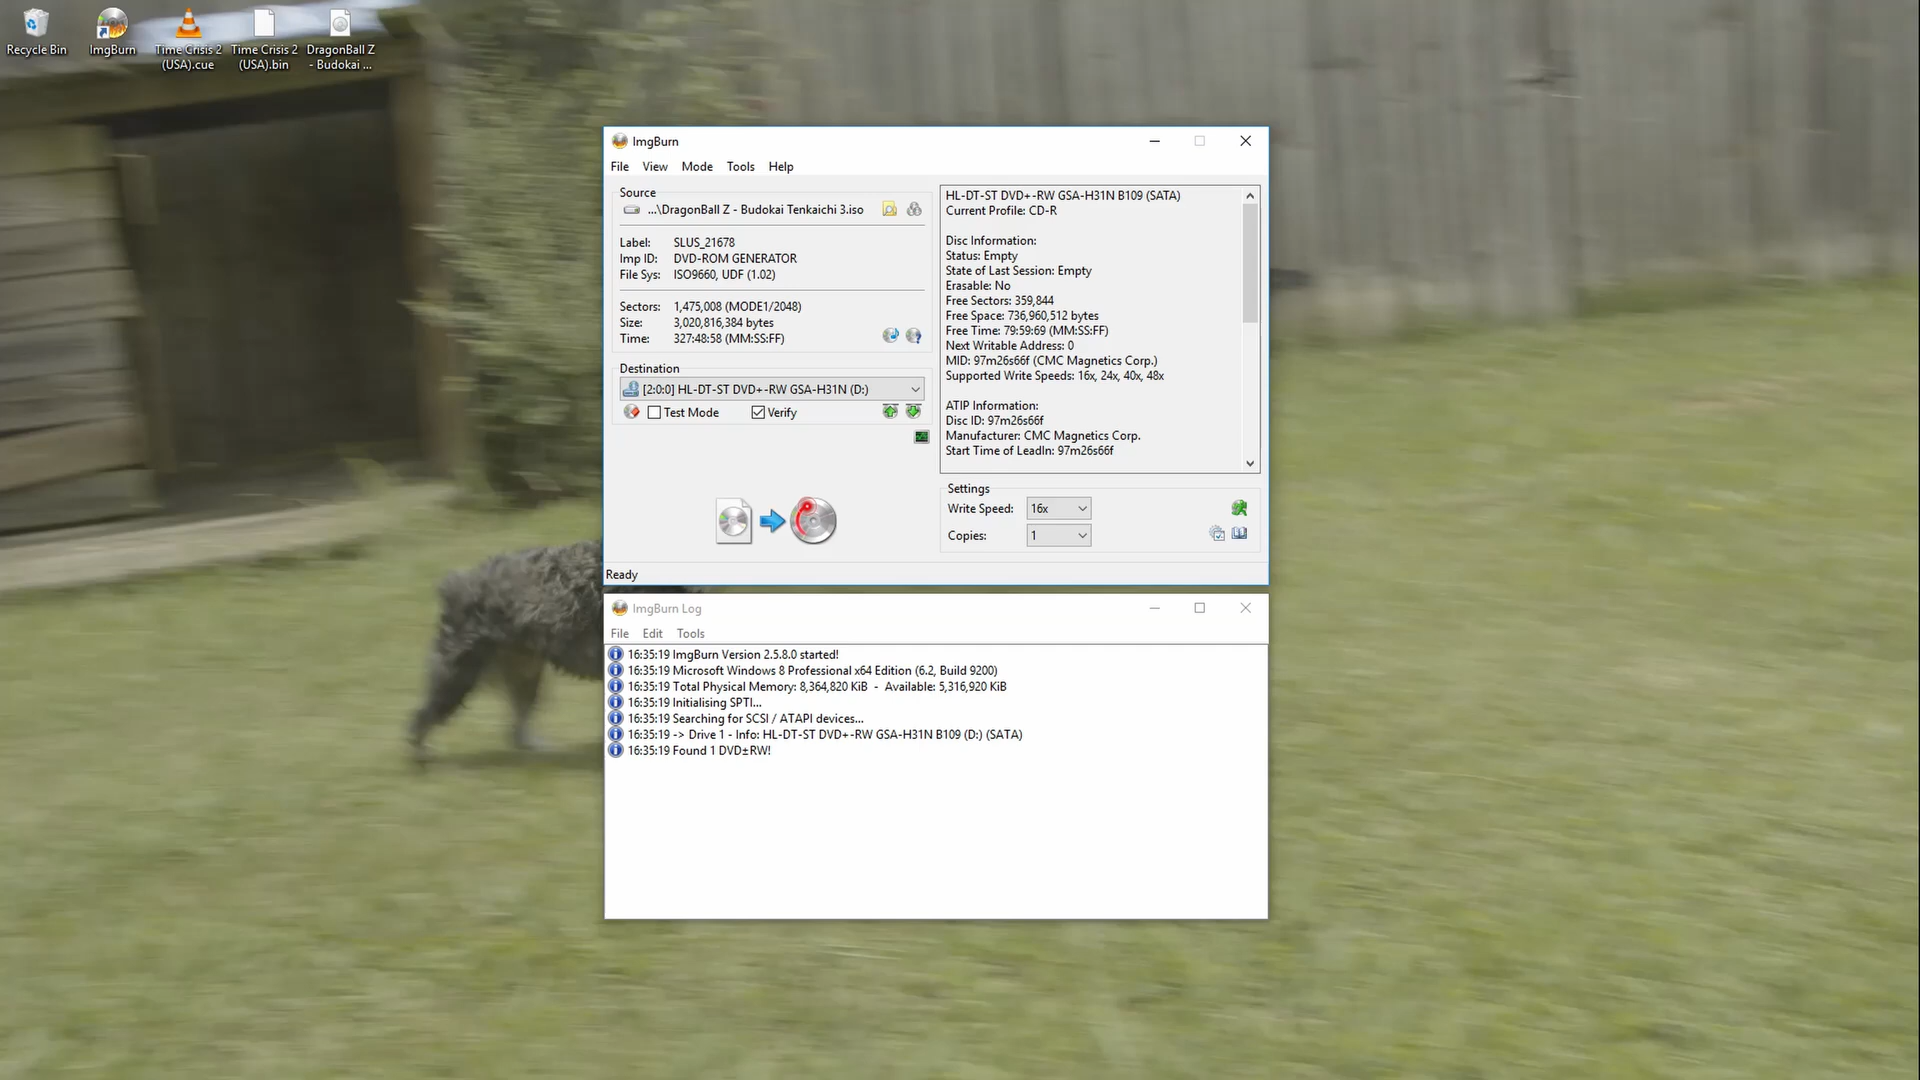 Recycle Bin
ImgBurn
Time Crisis 2 (USA).cue
Time Crisis 2 (USA).bin
DragonBall Z - Budokai ...
ImgBurn
File View Mode Tools Help
Source
...\DragonBall Z - Budokai Tenkaichi 3.iso
Label: SLUS_21678
Imp ID: DVD-ROM GENERATOR
File Sys: ISO9660, UDF (1.02)
Sectors: 1,475,008 (MODE1/2048)
Size: 3,020,816,384 bytes
Time: 327:48:58 (MM:SS:FF)
Destination
[2:0:0] HL-DT-ST DVD+-RW GSA-H31N (D:)
Test Mode Verify
HL-DT-ST DVD+-RW GSA-H31N B109 (SATA)
Current Profile: CD-R
Disc Information:
Status: Empty
State of Last Session: Empty
Erasable: No
Free Sectors: 359,844
Free Space: 736,960,512 bytes
Free Time: 79:59:69 (MM:SS:FF)
Next Writable Address: 0
MID: 97m26s66f (CMC Magnetics Corp.)
Supported Write Speeds: 16x, 24x, 40x, 48x
ATIP Information:
Disc ID: 97m26s66f
Manufacturer: CMC Magnetics Corp.
Start Time of LeadIn: 97m26s66f
Settings
Write Speed: 16x
Copies: 1
Ready
ImgBurn Log
File Edit Tools
16:35:19 ImgBurn Version 2.5.8.0 started!
16:35:19 Microsoft Windows 8 Professional x64 Edition (6.2, Build 9200)
16:35:19 Total Physical Memory: 8,364,820 KiB - Available: 5,316,920 KiB
16:35:19 Initialising SPTI...
16:35:19 Searching for SCSI / ATAPI devices...
16:35:19 -> Drive 1 - Info: HL-DT-ST DVD+-RW GSA-H31N B109 (D:) (SATA)
16:35:19 Found 1 DVD±RW!